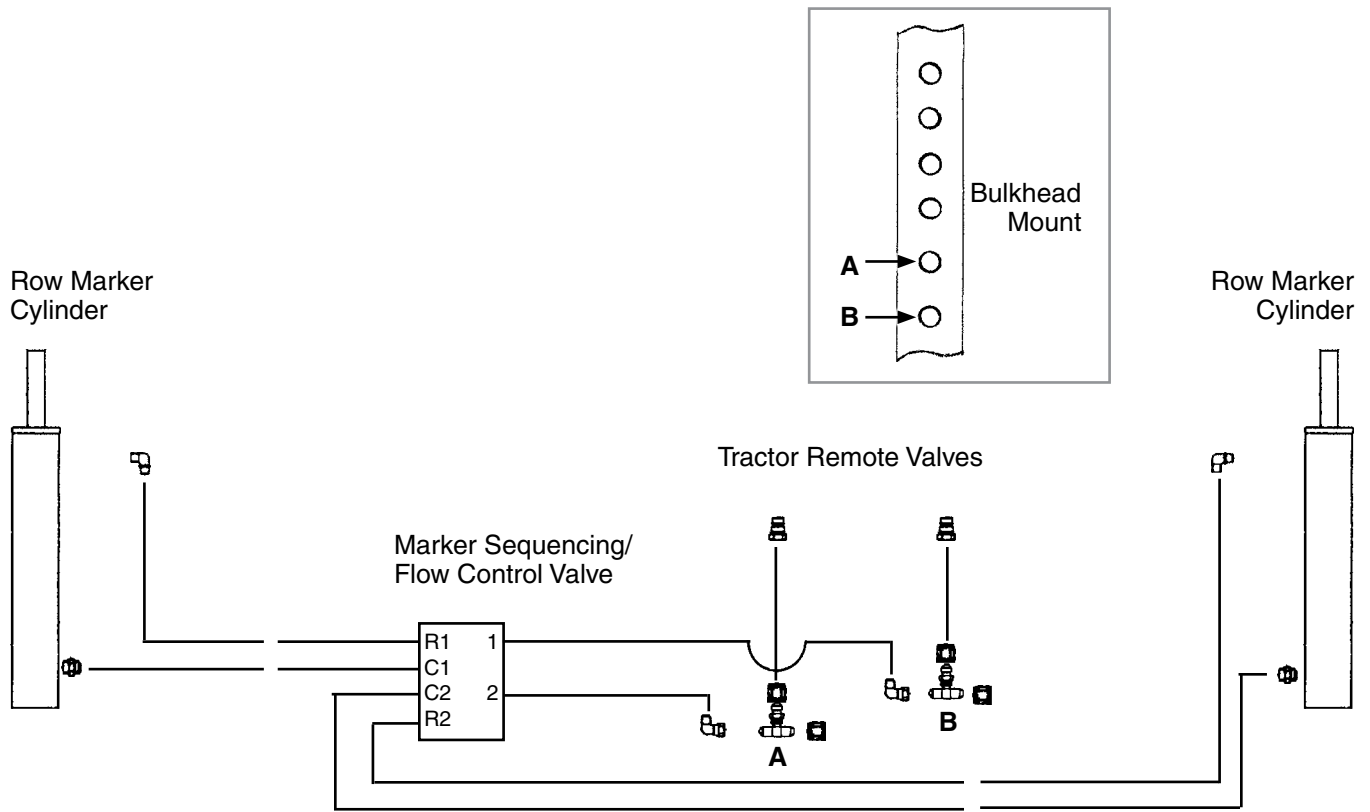 Bulkhead
Mount
A
B
Row Marker
Cylinder
Row Marker
Cylinder
Tractor Remote Valves
Marker Sequencing/
Flow Control Valve
R1 1
C1
C2 2
R2
B
A